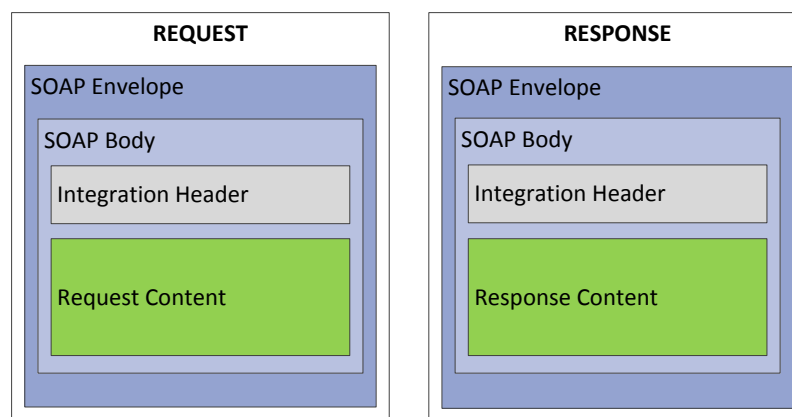 REQUEST
SOAP Envelope
SOAP Body
Integration Header
Request Content
RESPONSE
SOAP Envelope
SOAP Body
Integration Header
Response Content